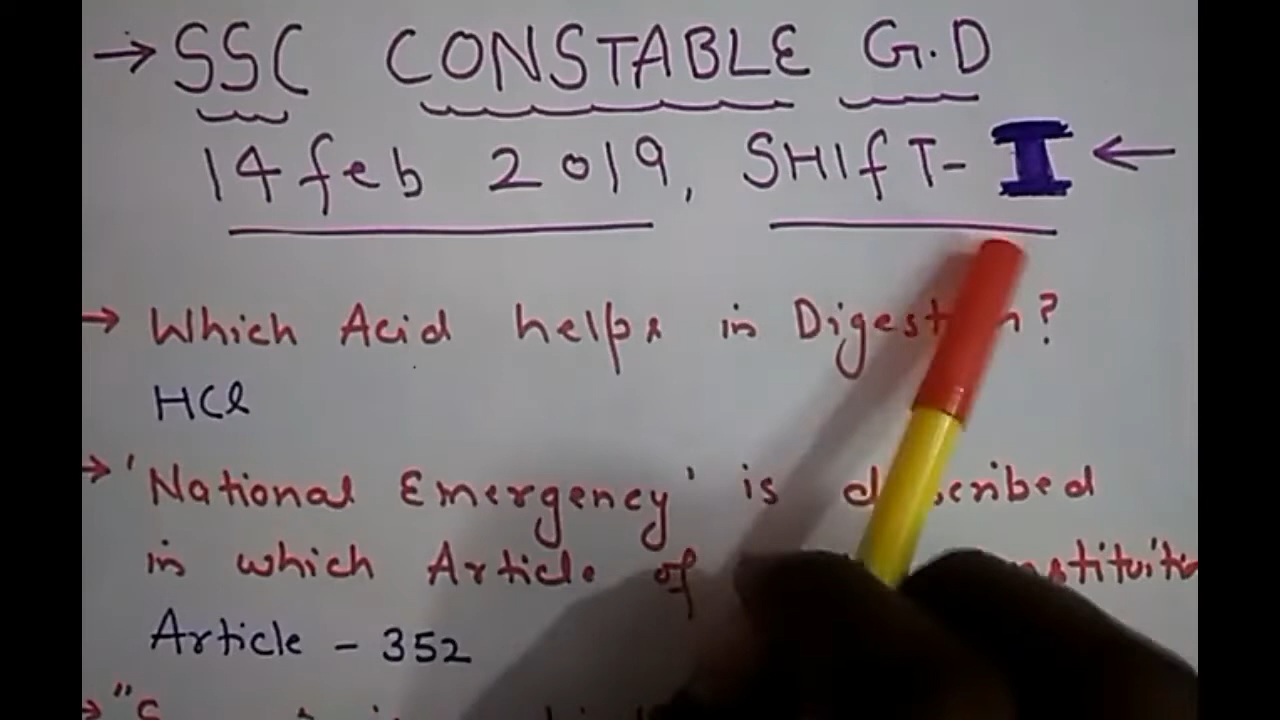 → SSC CONSTABLE G.D
14 feb 2019, SHIfT- I ←
→ Which Acid helps in ?
HCl
→ 'National Emergency' is
in which Article of
Article - 352
→ "